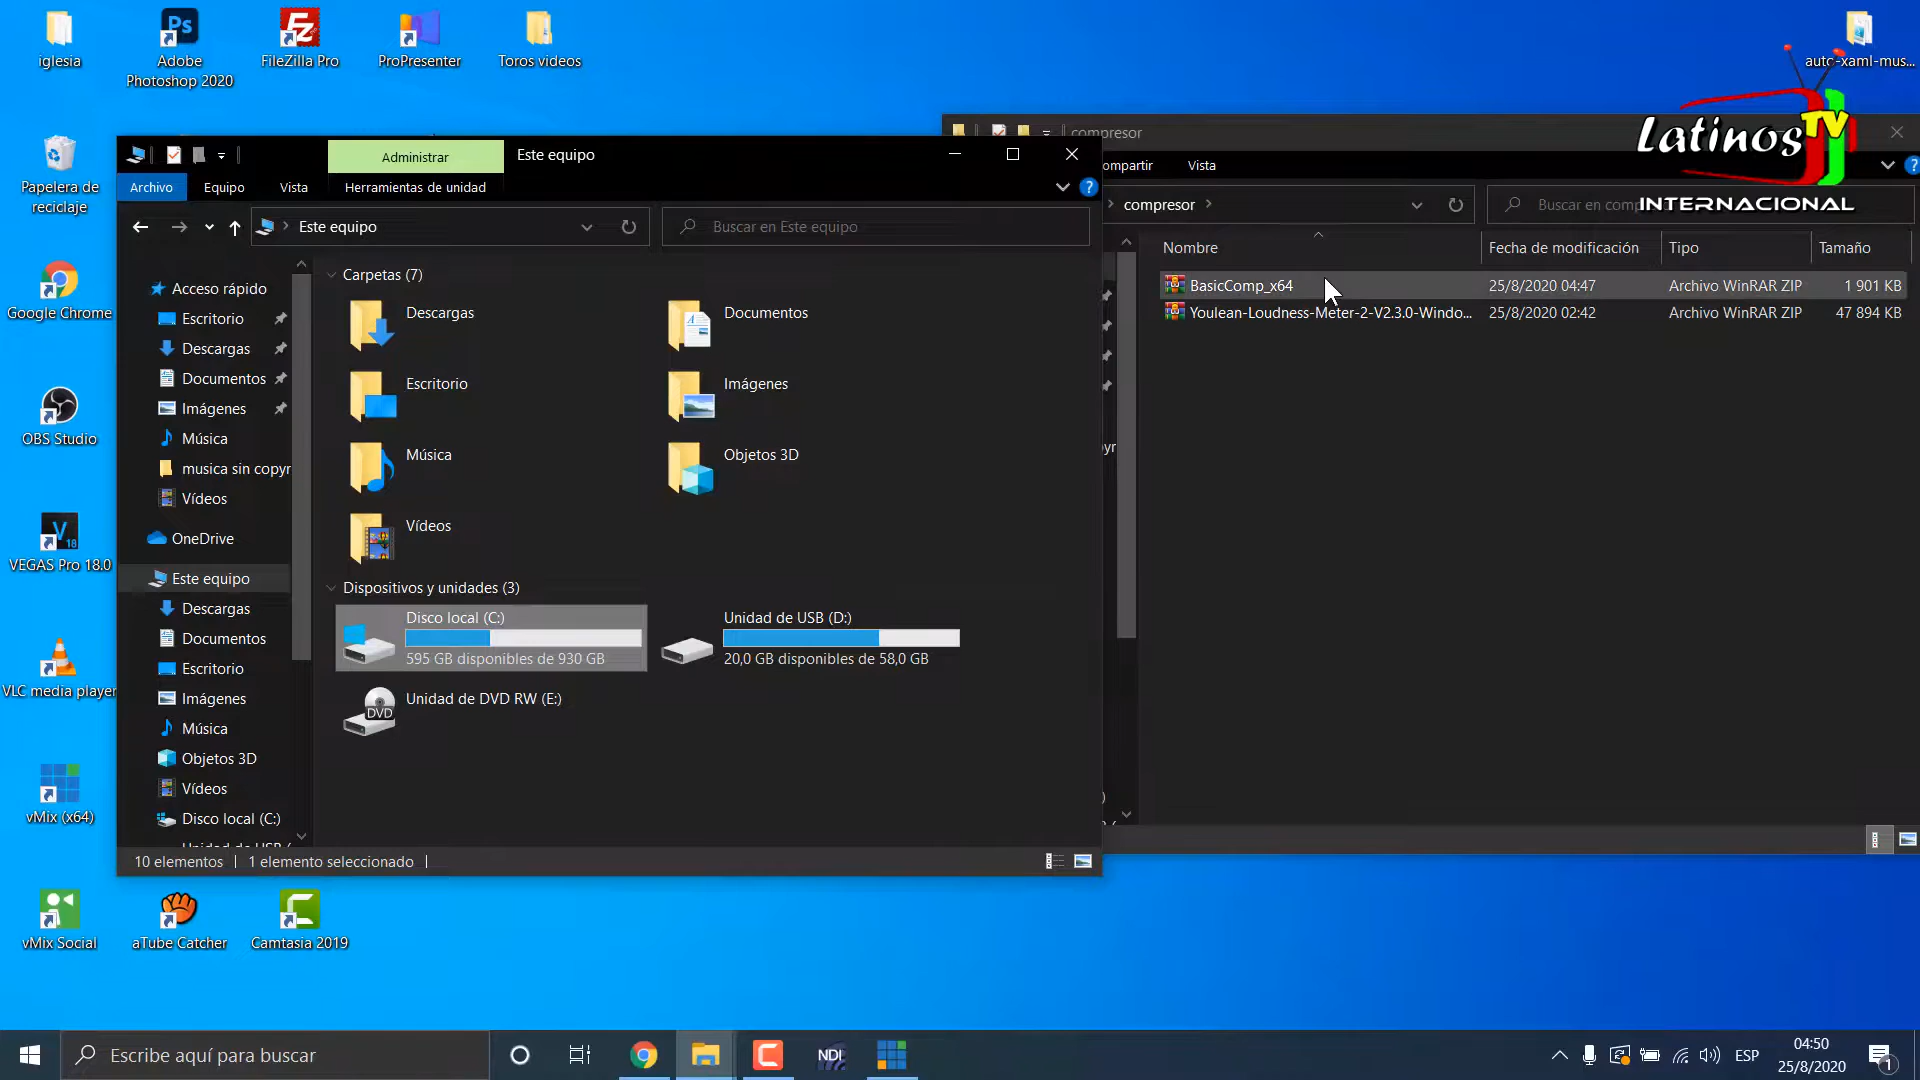 iglesia
Adobe
Photoshop 2020
FileZilla Pro
ProPresenter
Toros videos
auto-xaml-mus...
Papelera de
reciclaje
Google Chrome
OBS Studio
VEGAS Pro 18.0
VLC media player
vMix (x64)
vMix Social
aTube Catcher
Camtasia 2019
Latinos TV
INTERNACIONAL
Administrar
Este equipo
Archivo
Equipo
Vista
Herramientas de unidad
Este equipo
Buscar en Este equipo
Acceso rápido
Escritorio
Descargas
Documentos
Imágenes
Música
musica sin copyr
Vídeos
OneDrive
Este equipo
Descargas
Documentos
Escritorio
Imágenes
Música
Objetos 3D
Vídeos
Disco local (C:)
Carpetas (7)
Descargas
Documentos
Escritorio
Imágenes
Música
Objetos 3D
Vídeos
Dispositivos y unidades (3)
Disco local (C:)
595 GB disponibles de 930 GB
Unidad de USB (D:)
20,0 GB disponibles de 58,0 GB
Unidad de DVD RW (E:)
DVD
10 elementos
1 elemento seleccionado
compresor
ompartir
Vista
compresor
Buscar en comp
Nombre
Fecha de modificación
Tipo
Tamaño
BasicComp_x64
25/8/2020 04:47
Archivo WinRAR ZIP
1 901 KB
Youlean-Loudness-Meter-2-V2.3.0-Windo...
25/8/2020 02:42
Archivo WinRAR ZIP
47 894 KB
yr
Escribe aquí para buscar
NDI
ESP
04:50
25/8/2020
1